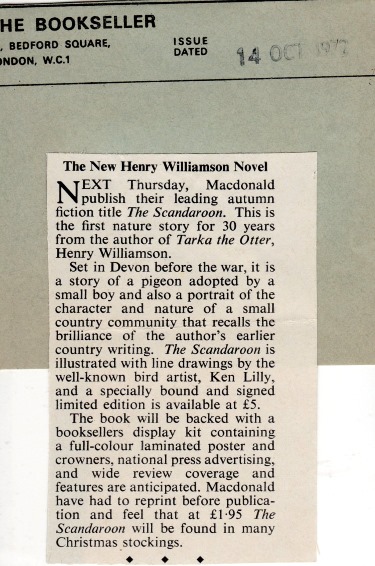 HE BOOKSELLER
, BEDFORD SQUARE,
ONDON, W.C.1
ISSUE
DATED
14 OCT
The New Henry Williamson Novel
NEXT Thursday, Macdonald
publish their leading autumn
fiction title The Scandaroon. This is
the first nature story for 30 years
from the author of Tarka the Otter,
Henry Williamson.
Set in Devon before the war, it is
a story of a pigeon adopted by a
small boy and also a portrait of the
character and nature of a small
country community that recalls the
brilliance of the author's earlier
country writing. The Scandaroon is
illustrated with line drawings by the
well-known bird artist, Ken Lilly,
and a specially bound and signed
limited edition is available at £5.
The book will be backed with a
booksellers display kit containing
a full-colour laminated poster and
crowners, national press advertising,
and wide review coverage and
features are anticipated. Macdonald
have had to reprint before publica-
tion and feel that at £1·95 The
Scandaroon will be found in many
Christmas stockings.